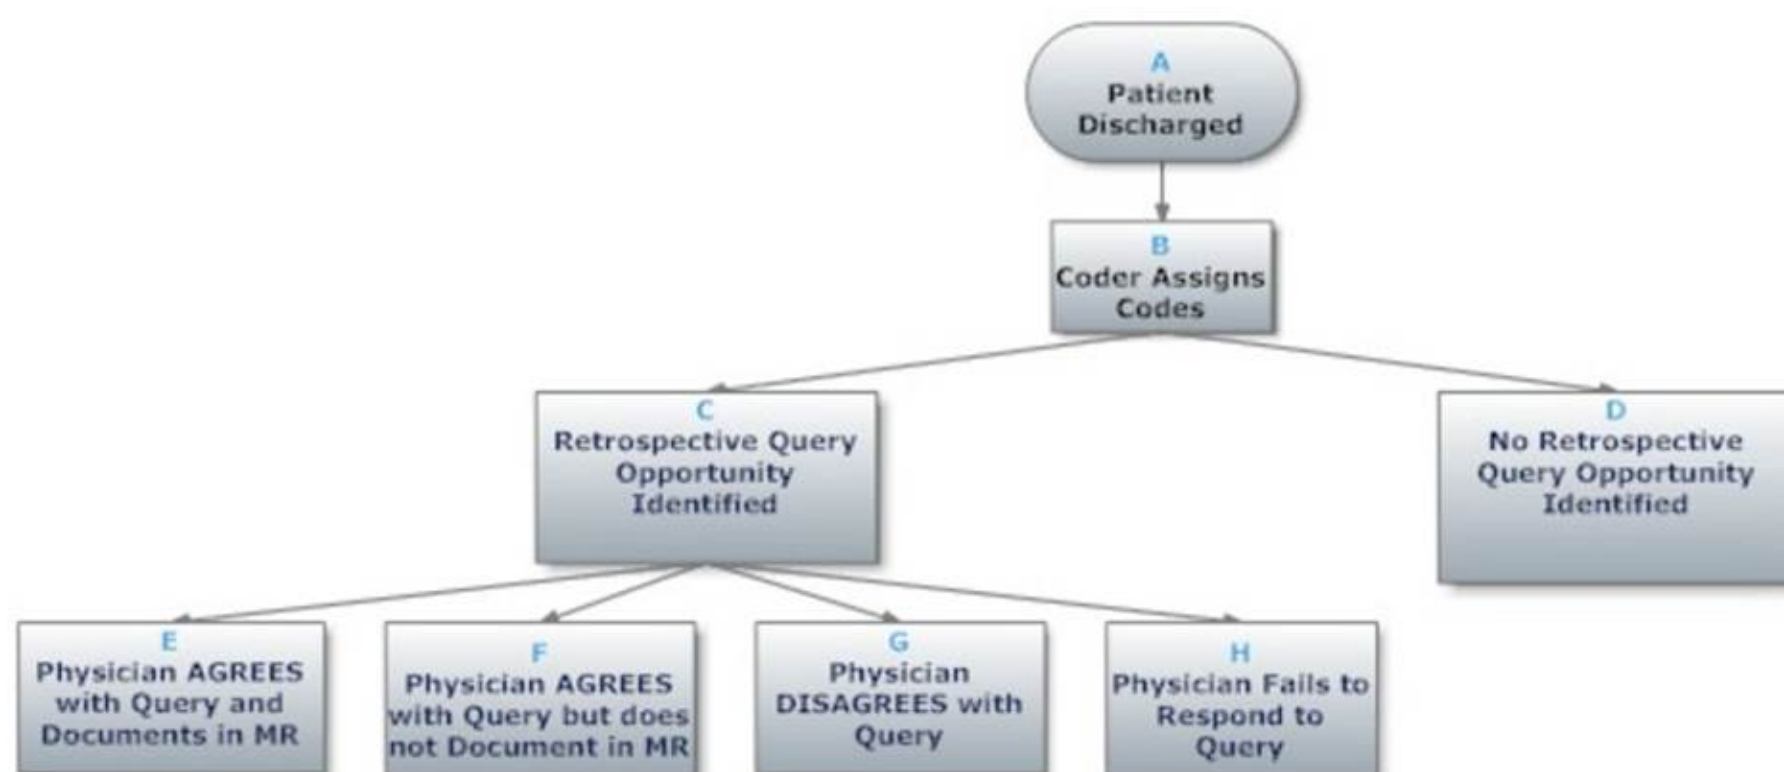 A
Patient
Discharged
B
Coder Assigns
Codes
C
Retrospective Query
Opportunity
Identified
D
No Retrospective
Query Opportunity
Identified
E
Physician AGREES
with Query and
Documents in MR
F
Physician AGREES
with Query but does
not Document in MR
G
Physician
DISAGREES with
Query
H
Physician Fails to
Respond to
Query